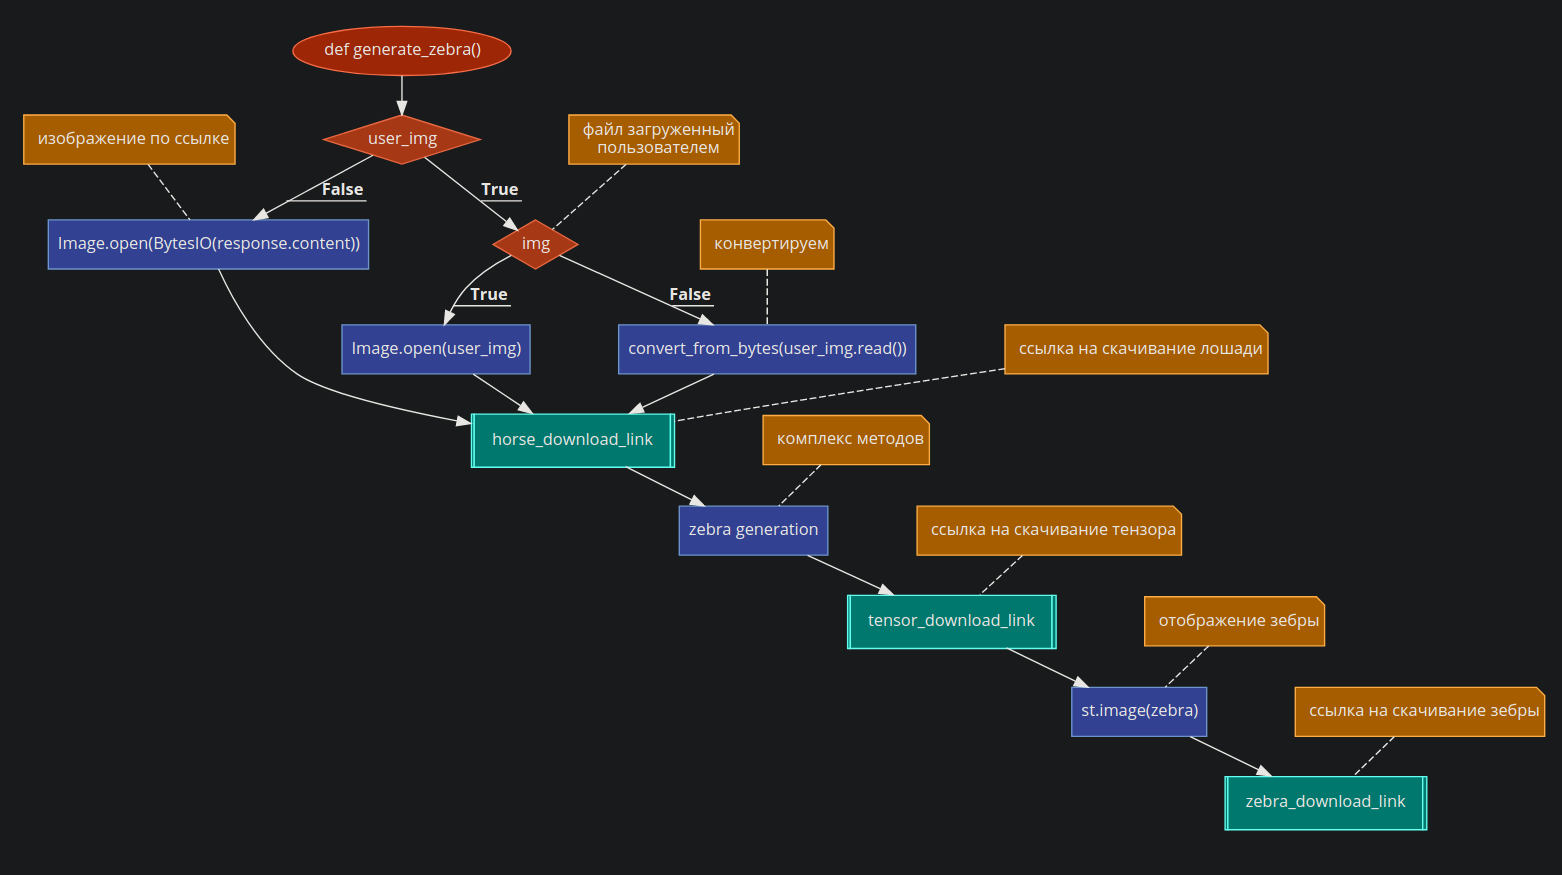 def generate_zebra()
изображение по ссылке
user_img
файл загруженный
пользователем
False
True
Image.open(BytesIO(response.content))
img
конвертируем
True
False
Image.open(user_img)
convert_from_bytes(user_img.read())
ссылка на скачивание лошади
horse_download_link
комплекс методов
zebra generation
ссылка на скачивание тензора
tensor_download_link
отображение зебры
st.image(zebra)
ссылка на скачивание зебры
zebra_download_link